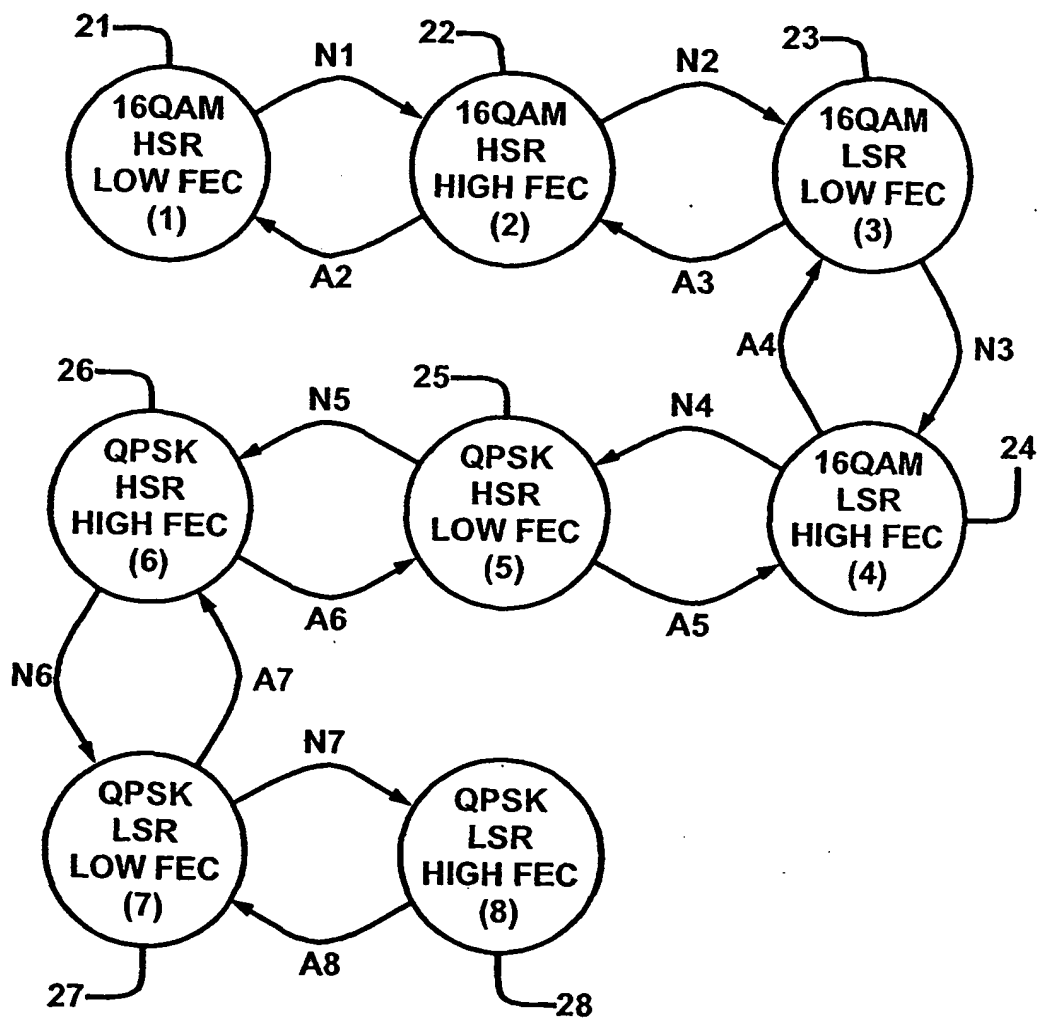 21
N1
22
N2
23
16QAM
HSR
LOW FEC
(1)
16QAM
HSR
HIGH FEC
(2)
16QAM
LSR
LOW FEC
(3)
A2
A3
A4
N3
26
N5
25
N4
24
QPSK
HSR
HIGH FEC
(6)
QPSK
HSR
LOW FEC
(5)
16QAM
LSR
HIGH FEC
(4)
A6
A5
N6
A7
N7
QPSK
LSR
LOW FEC
(7)
QPSK
LSR
HIGH FEC
(8)
A8
27
28